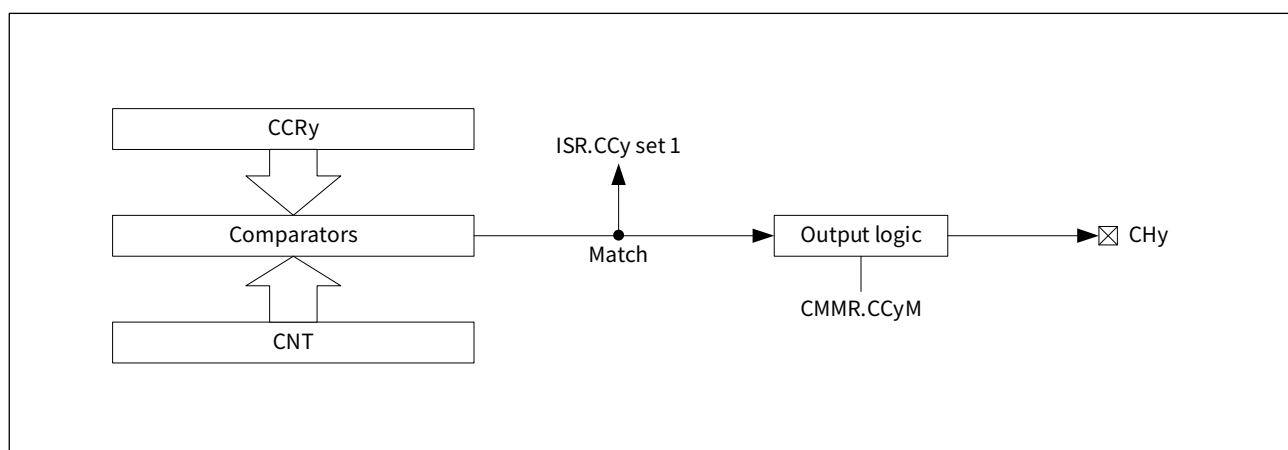 CCRy
ISR.CCy set 1
Comparators
Match
Output logic
CHy
CMMR.CCyM
CNT